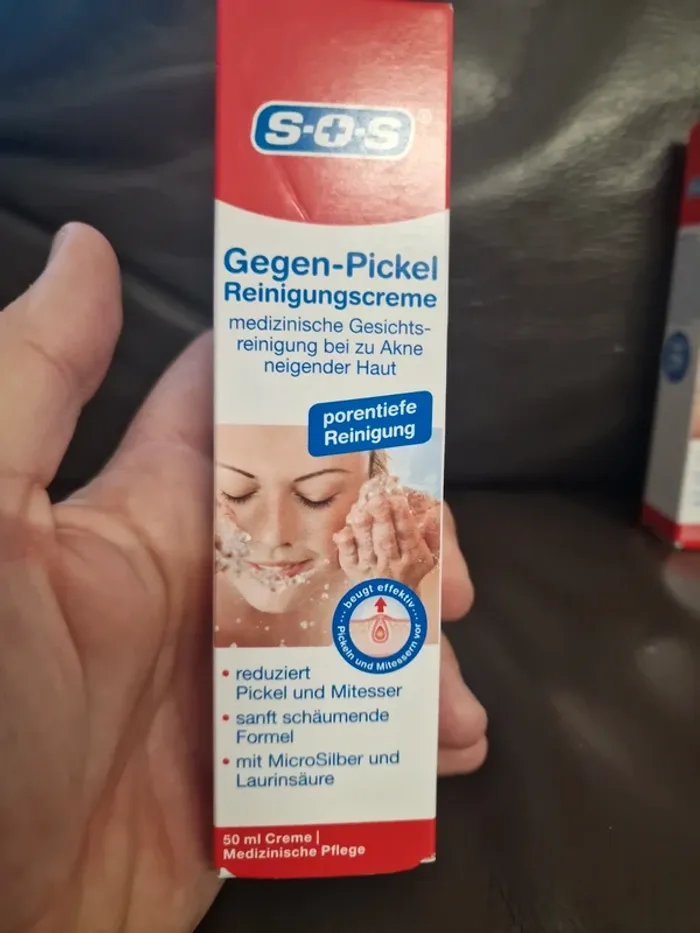 S+O+S®
Gegen-Pickel
Reinigungscreme
medizinische Gesichts-
reinigung bei zu Akne
neigender Haut
porentiefe
Reinigung
beugt effektiv
Pickeln und Mitessern vor
• reduziert
Pickel und Mitesser
• sanft schäumende
Formel
• mit MicroSilber und
Laurinsäure
50 ml Creme |
Medizinische Pflege